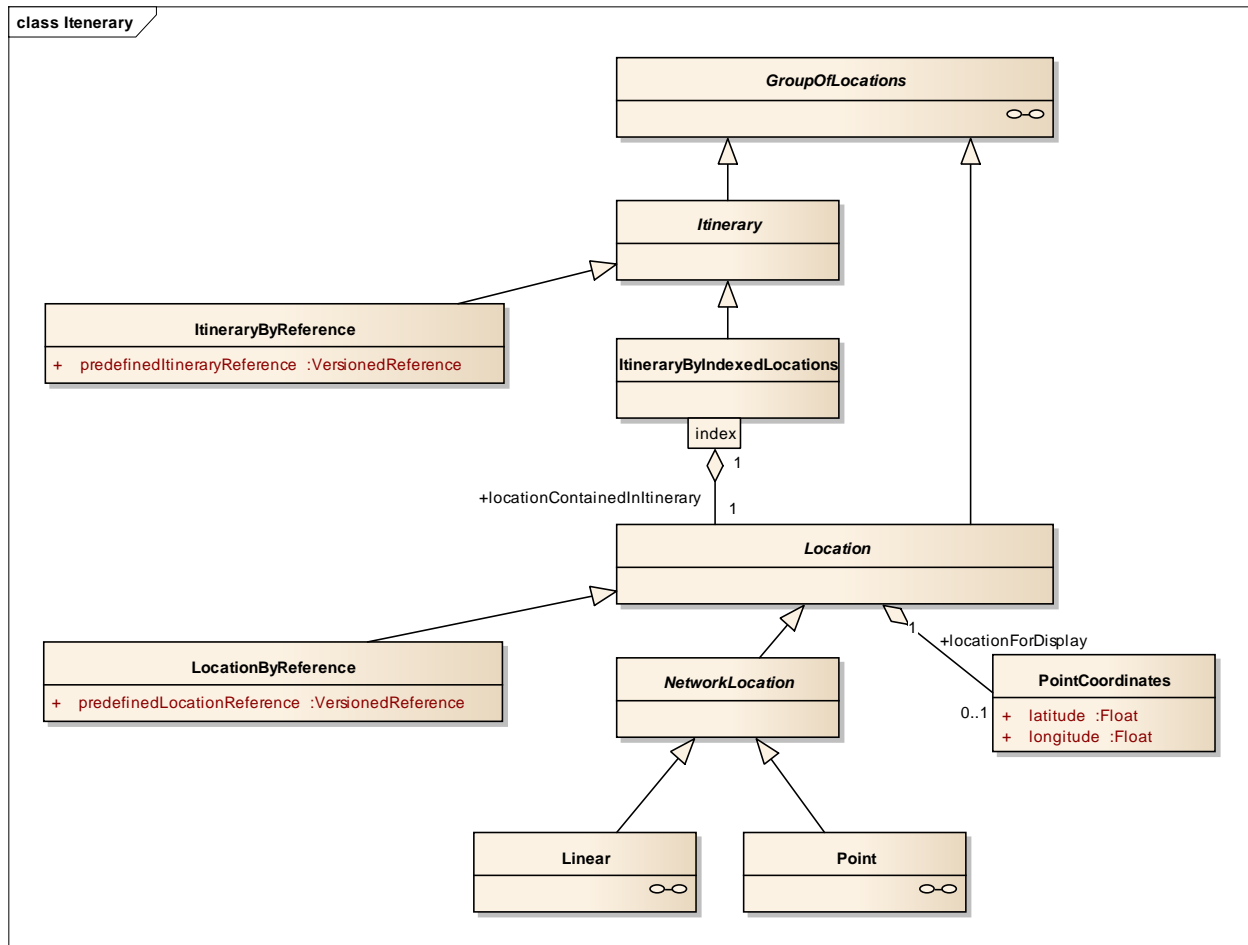 class Itenerary
GroupOfLocations
Itinerary
ItineraryByReference
+ predefinedItineraryReference :VersionedReference
ItineraryByIndexedLocations
index
1
+locationContainedInItinerary
1
Location
LocationByReference
+ predefinedLocationReference :VersionedReference
NetworkLocation
1
+locationForDisplay
0..1
PointCoordinates
+ latitude :Float
+ longitude :Float
Linear
Point